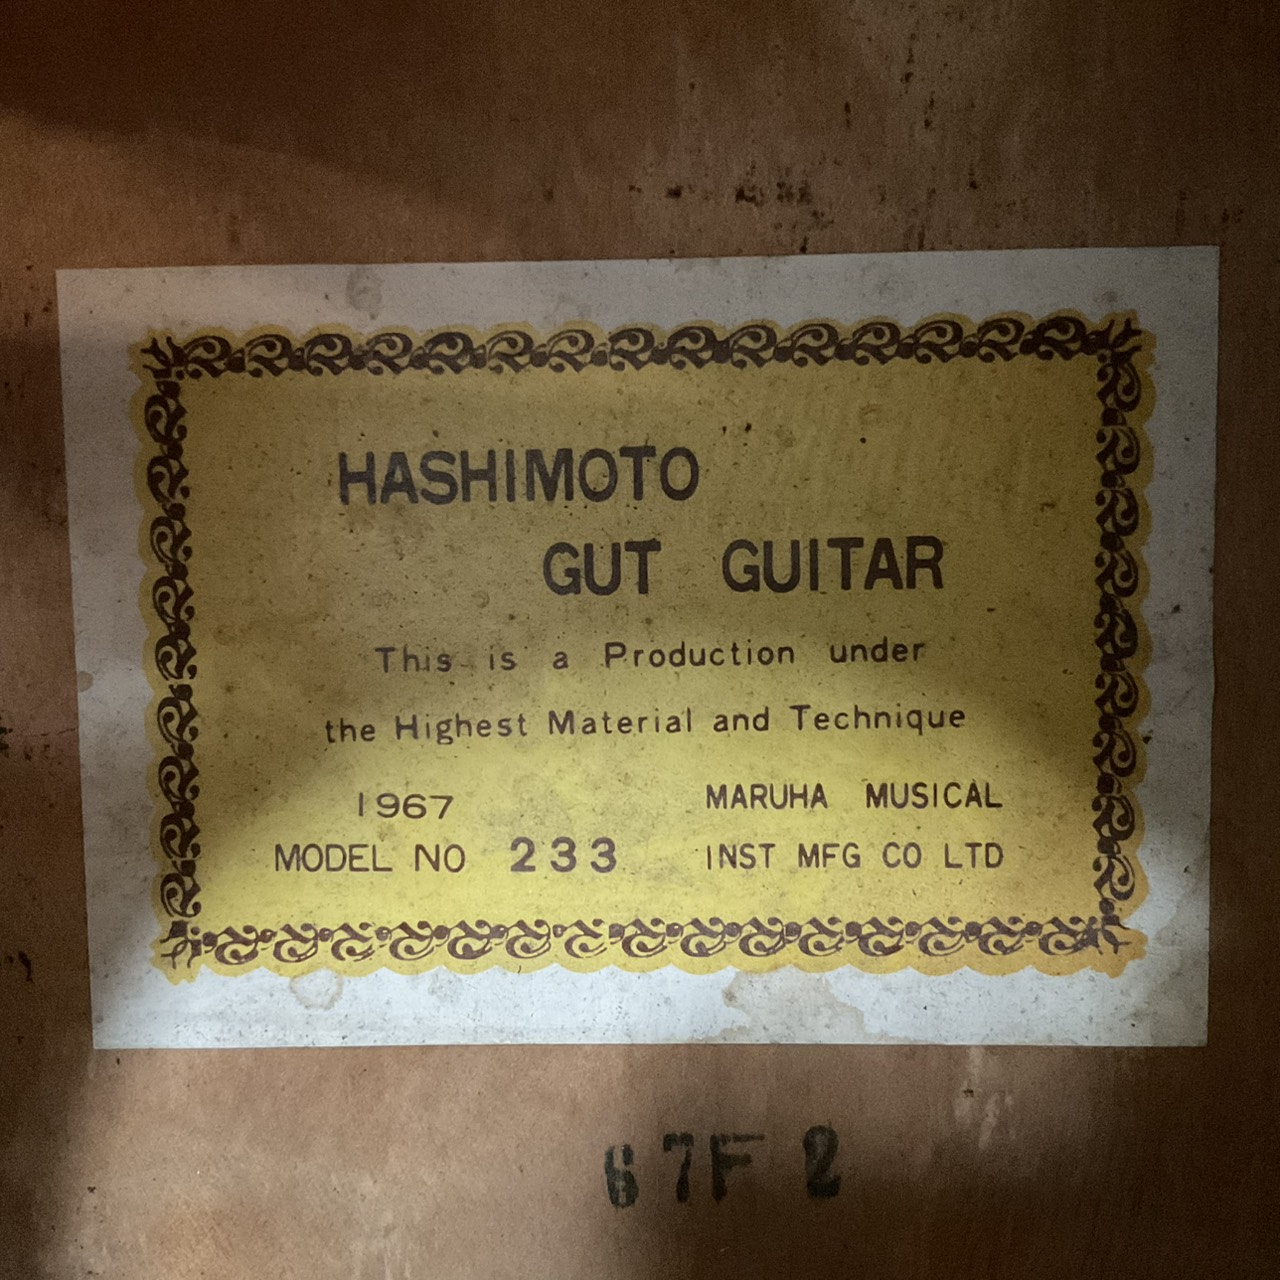 HASHIMOTO
GUT GUITAR
This is a Production under
the Highest Material and Technique
1967
MODEL NO 233
MARUHA MUSICAL
INST MFG CO LTD
67F 2